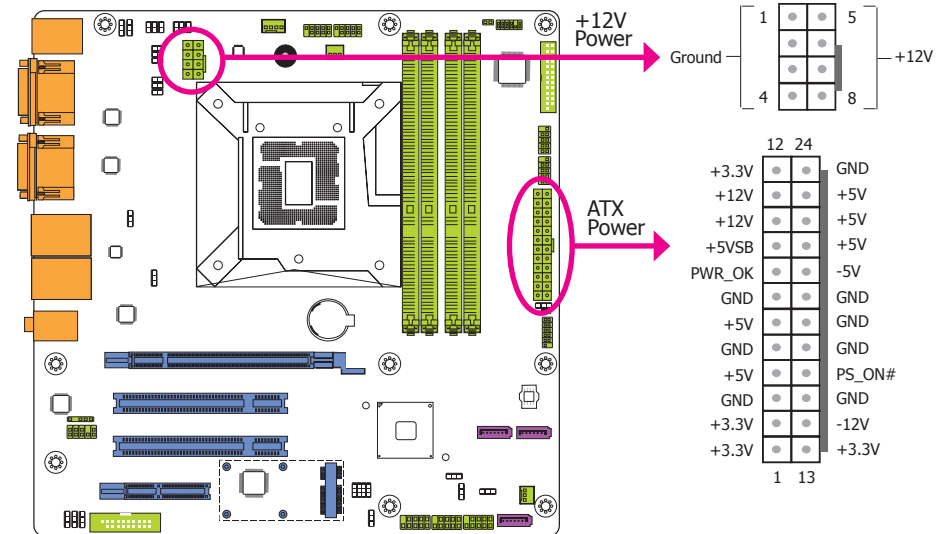 +12V
Power
1 5
Ground +12V
4 8
ATX
Power
12 24
+3.3V GND
+12V +5V
+12V +5V
+5VSB +5V
PWR_OK -5V
GND GND
+5V GND
GND GND
+5V PS_ON#
GND GND
+3.3V -12V
+3.3V +3.3V
1 13